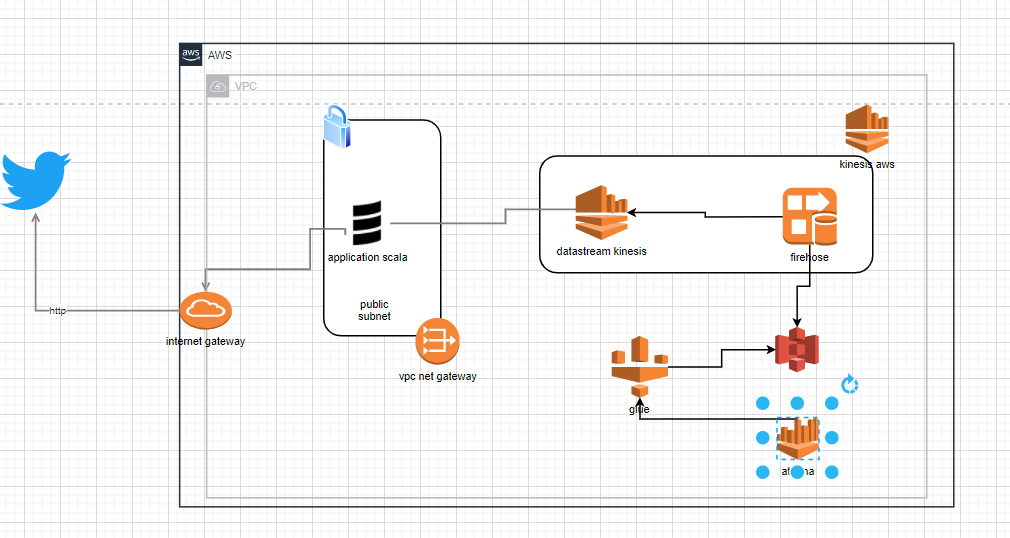 aws AWS
VPC
kinesis aws
application scala
datastream kinesis
firehose
public
subnet
http
internet gateway
vpc net gateway
glue